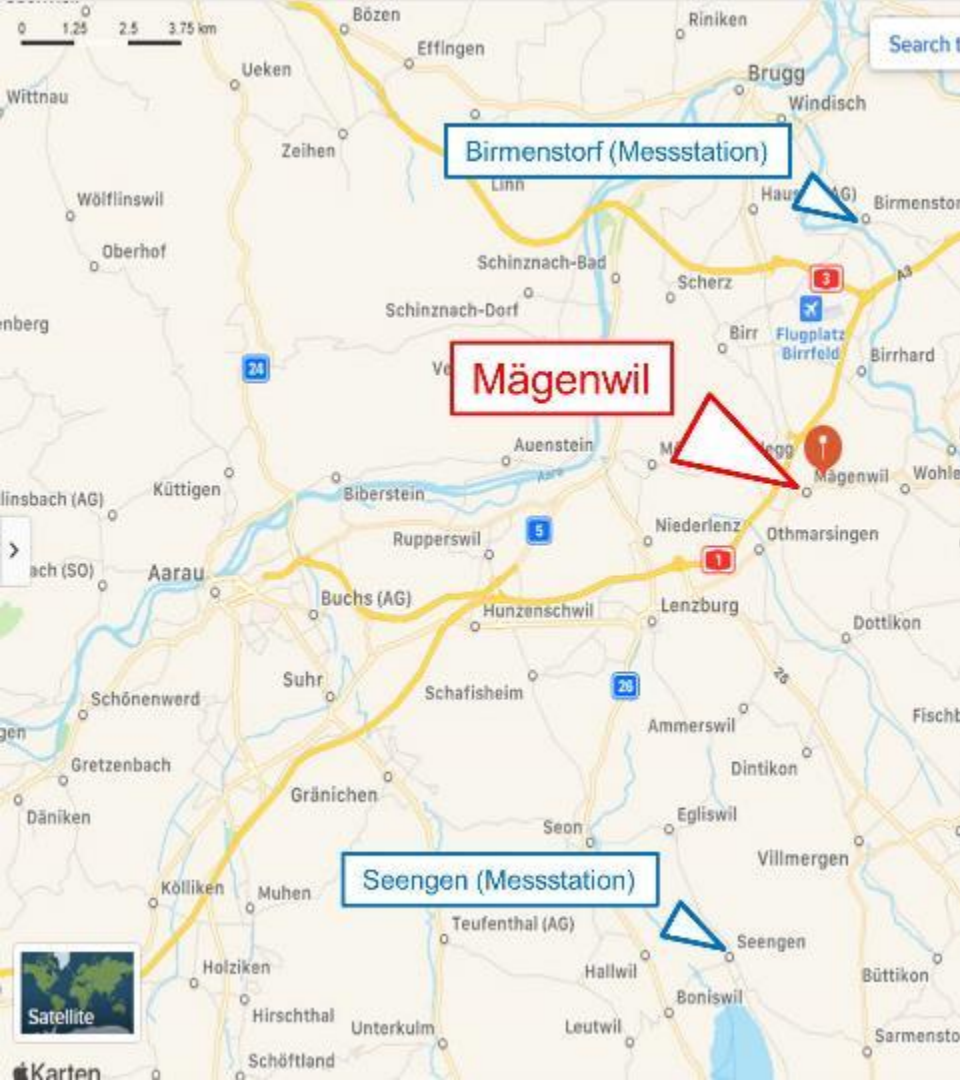 0 1.25 2.5 3.75 km
Bözen
Riniken
Effingen
Search t
Ueken
Brugg
Wittnau
Windisch
Zeihen
Birmenstorf (Messstation)
Linn
Wölflinswil
Birmenstor
Oberhof
Schinznach-Bad
Scherz
3
A3
Schinznach-Dorf
enberg
Birr
Flugplatz
Birrfeld
Birrhard
24
Mägenwil
Auenstein
Mägenwil
Wohle
Aare
Küttigen
Biberstein
linsbach (AG)
5
Niederlenz
Othmarsingen
Rupperswil
1
ach (SO)
Aarau
Buchs (AG)
Hunzenschwil
Lenzburg
Dottikon
Suhr
26
26
Schafisheim
Schönenwerd
Ammerswil
Fischb
gen
Gretzenbach
Dintikon
Gränichen
Däniken
Egliswil
Seon
Villmergen
Seengen (Messstation)
Kölliken
Muhen
Teufenthal (AG)
Seengen
Holziken
Hallwil
Büttikon
Boniswil
Satellite
Hirschthal
Unterkulm
Leutwil
Sarmensto
Schöftland
Karten